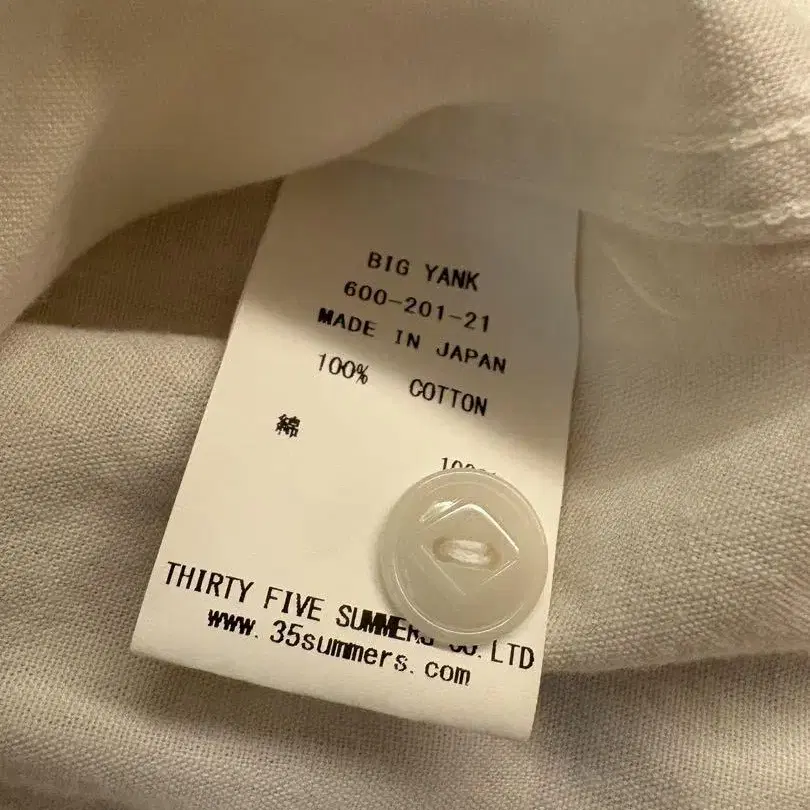 BIG YANK
600-201-21
MADE IN JAPAN
100% COTTON
綿 100%
THIRTY FIVE SUMMERS CO.LTD
www.35summers.com